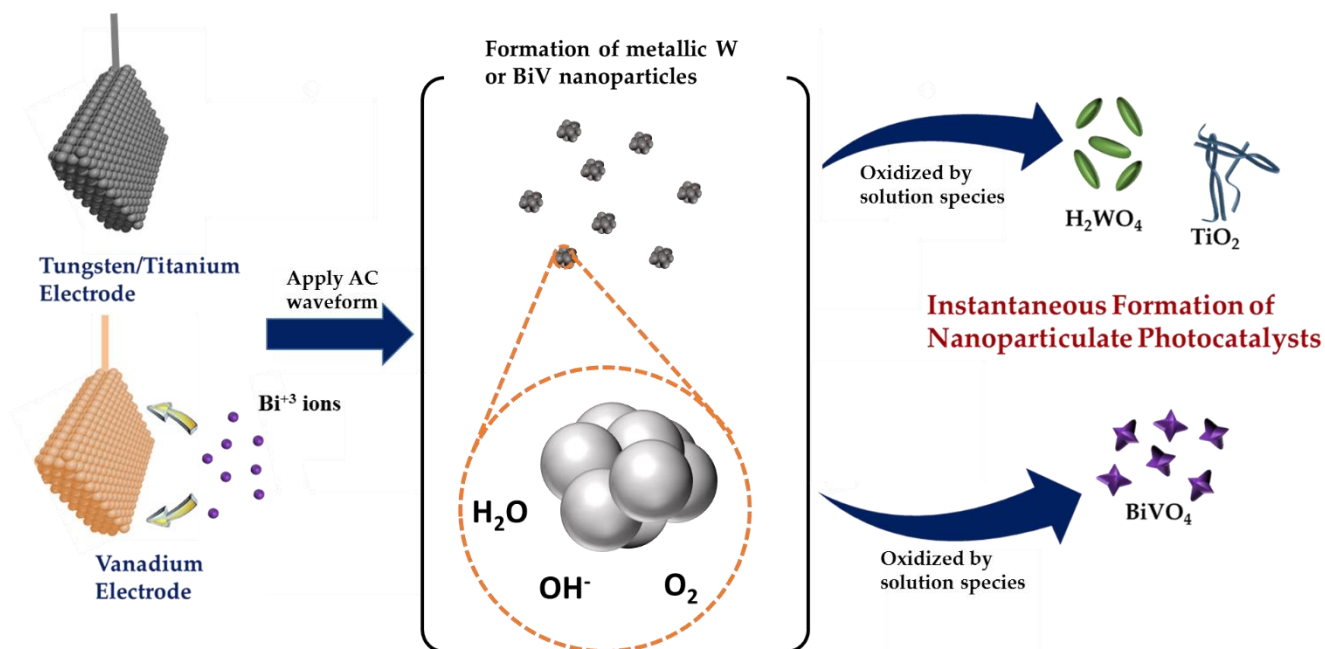 Tungsten/Titanium
Electrode
Bi⁺³ ions
Vanadium
Electrode
Apply AC
waveform
Formation of metallic W
or BiV nanoparticles
H₂O
OH⁻
O₂
Oxidized by
solution species
H₂WO₄
TiO₂
Instantaneous Formation of
Nanoparticulate Photocatalysts
BiVO₄
Oxidized by
solution species